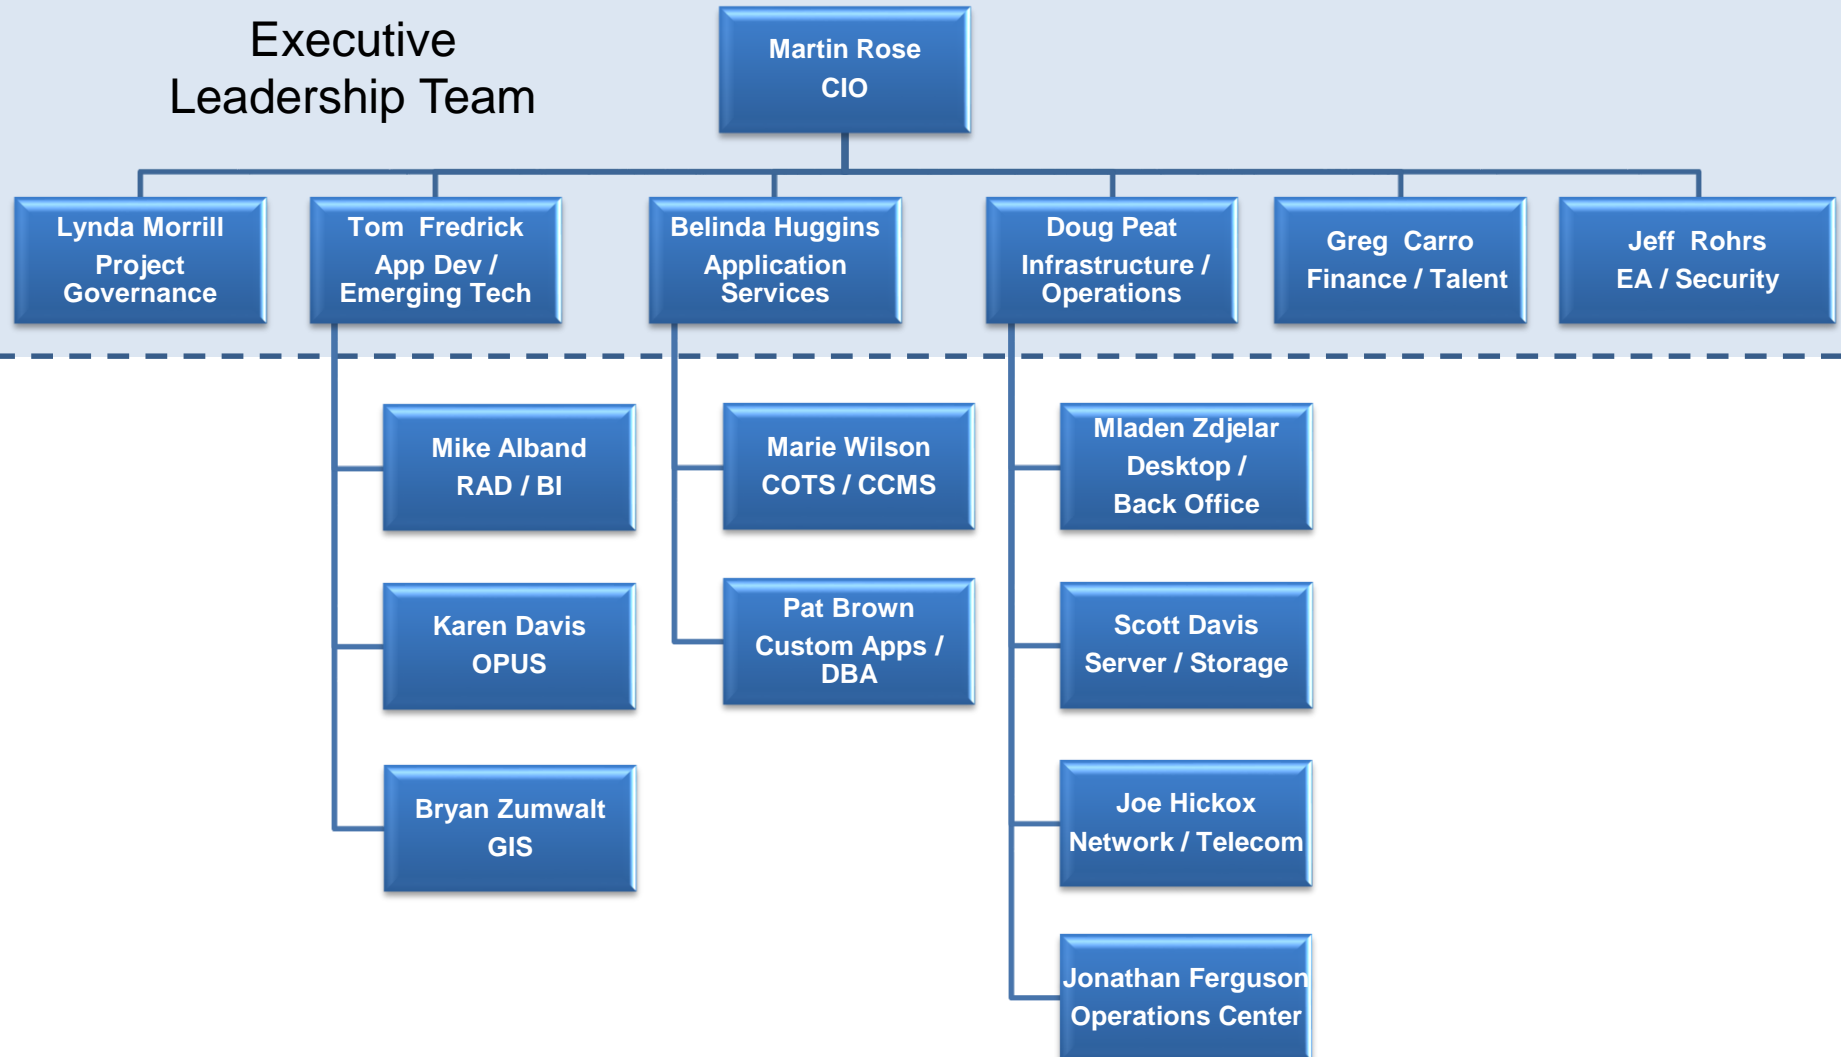 Executive
Leadership Team
Martin Rose
CIO
Lynda Morrill
Project
Governance
Tom Fredrick
App Dev /
Emerging Tech
Belinda Huggins
Application
Services
Doug Peat
Infrastructure /
Operations
Greg Carro
Finance / Talent
Jeff Rohrs
EA / Security
Mike Alband
RAD / BI
Karen Davis
OPUS
Bryan Zumwalt
GIS
Marie Wilson
COTS / CCMS
Pat Brown
Custom Apps /
DBA
Mladen Zdjelar
Desktop /
Back Office
Scott Davis
Server / Storage
Joe Hickox
Network / Telecom
Jonathan Ferguson
Operations Center